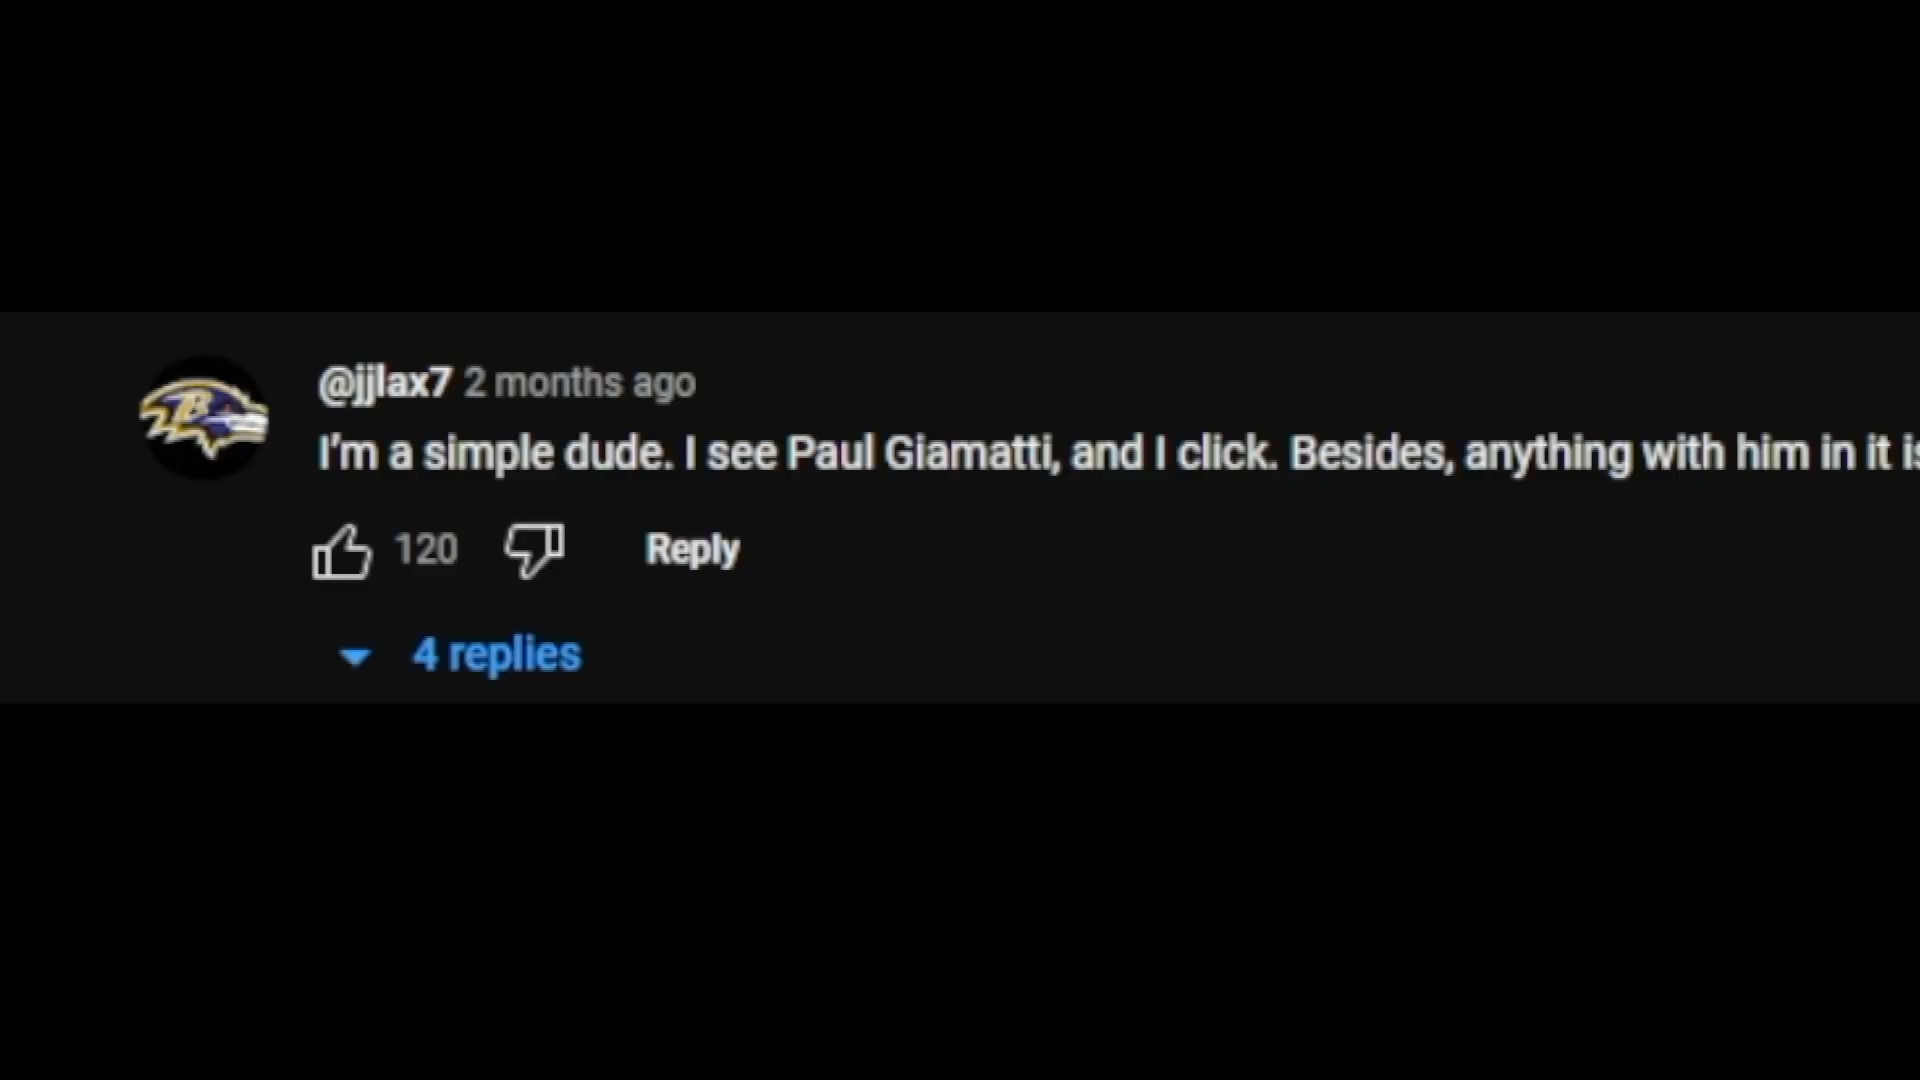 @jjlax7 2 months ago
I'm a simple dude. I see Paul Giamatti, and I click. Besides, anything with him in it
120 Reply
4 replies